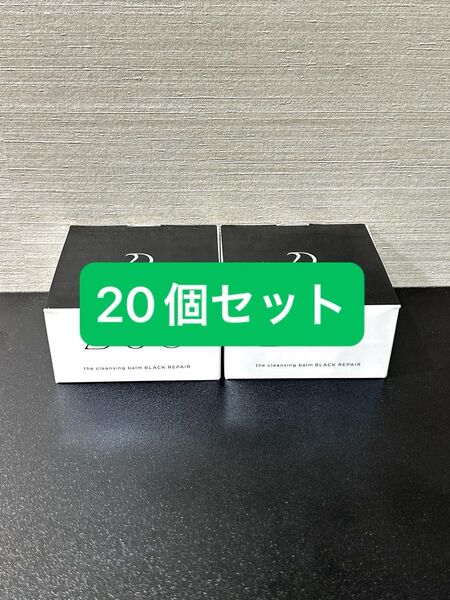 20個セット
the cleansing balm BLACK REPAIR
the cleansing balm BLACK REPAIR